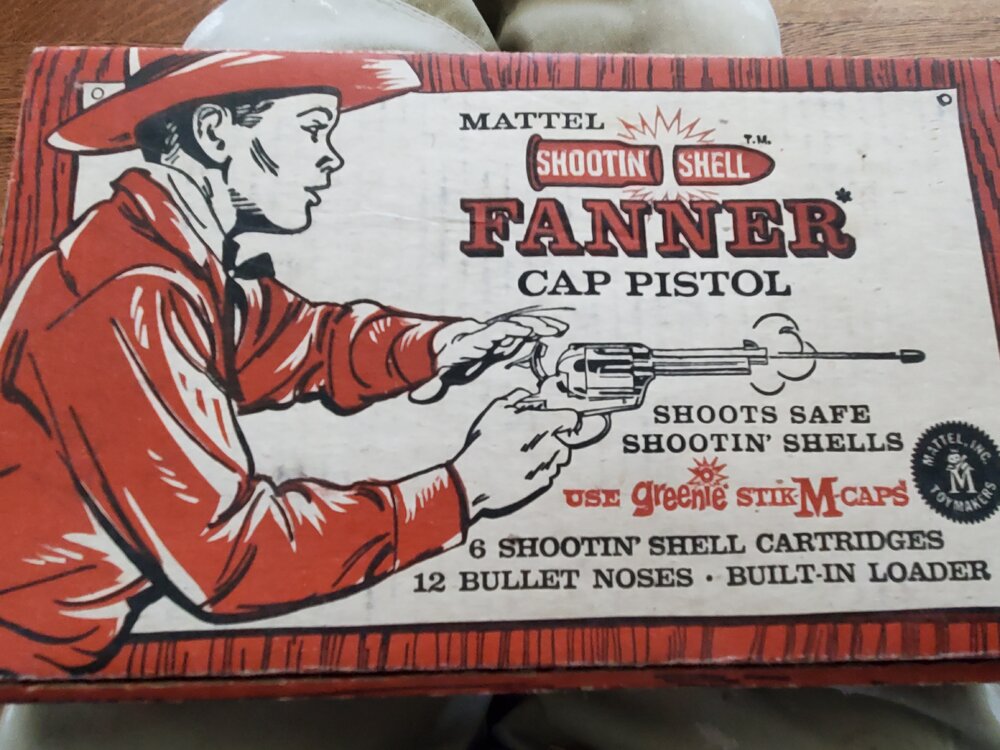 MATTEL
SHOOTIN' SHELL T.M.
FANNER*
CAP PISTOL
SHOOTS SAFE
SHOOTIN' SHELLS
USE greenie STIK-M-CAPS
6 SHOOTIN' SHELL CARTRIDGES
12 BULLET NOSES • BUILT-IN LOADER
MATTEL, INC.
M
TOYMAKERS